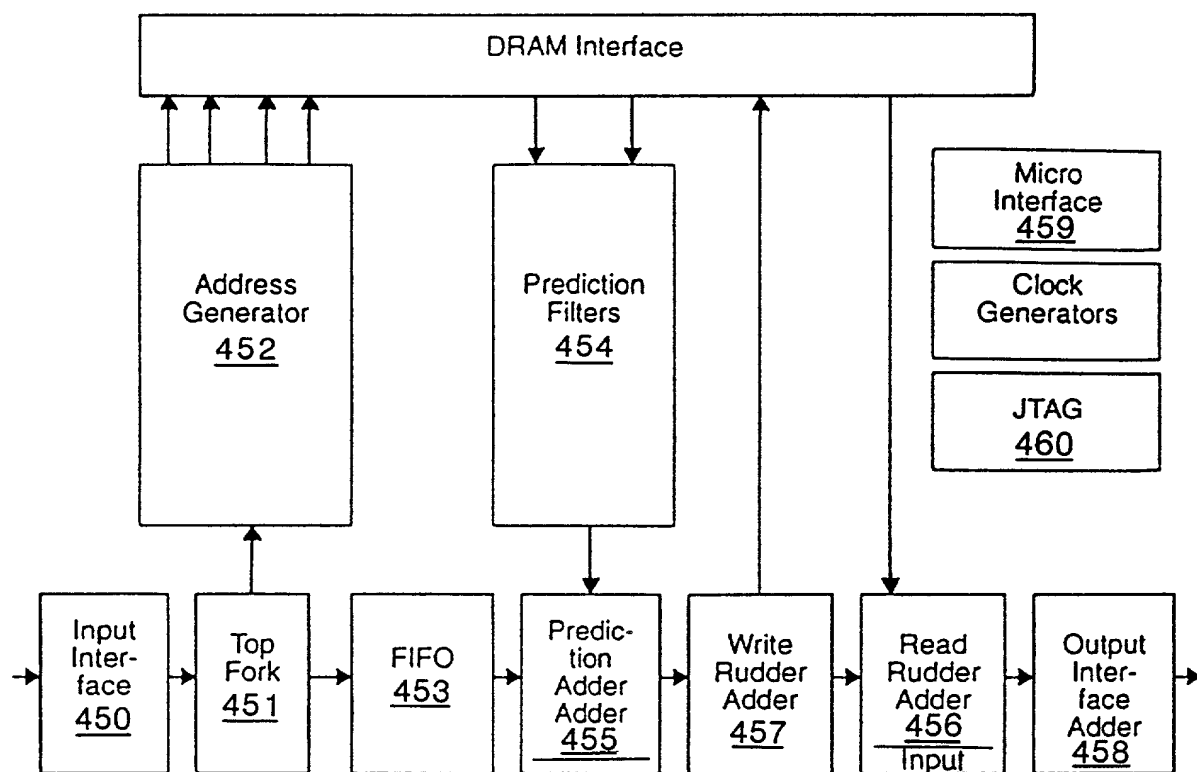 DRAM Interface
Address
Generator
452
Prediction
Filters
454
Micro
Interface
459
Clock
Generators
JTAG
460
Input
Inter-
face
450
Top
Fork
451
FIFO
453
Predic-
tion
Adder
Adder
455
Write
Rudder
Adder
457
Read
Rudder
Adder
456
Input
Output
Inter-
face
Adder
458